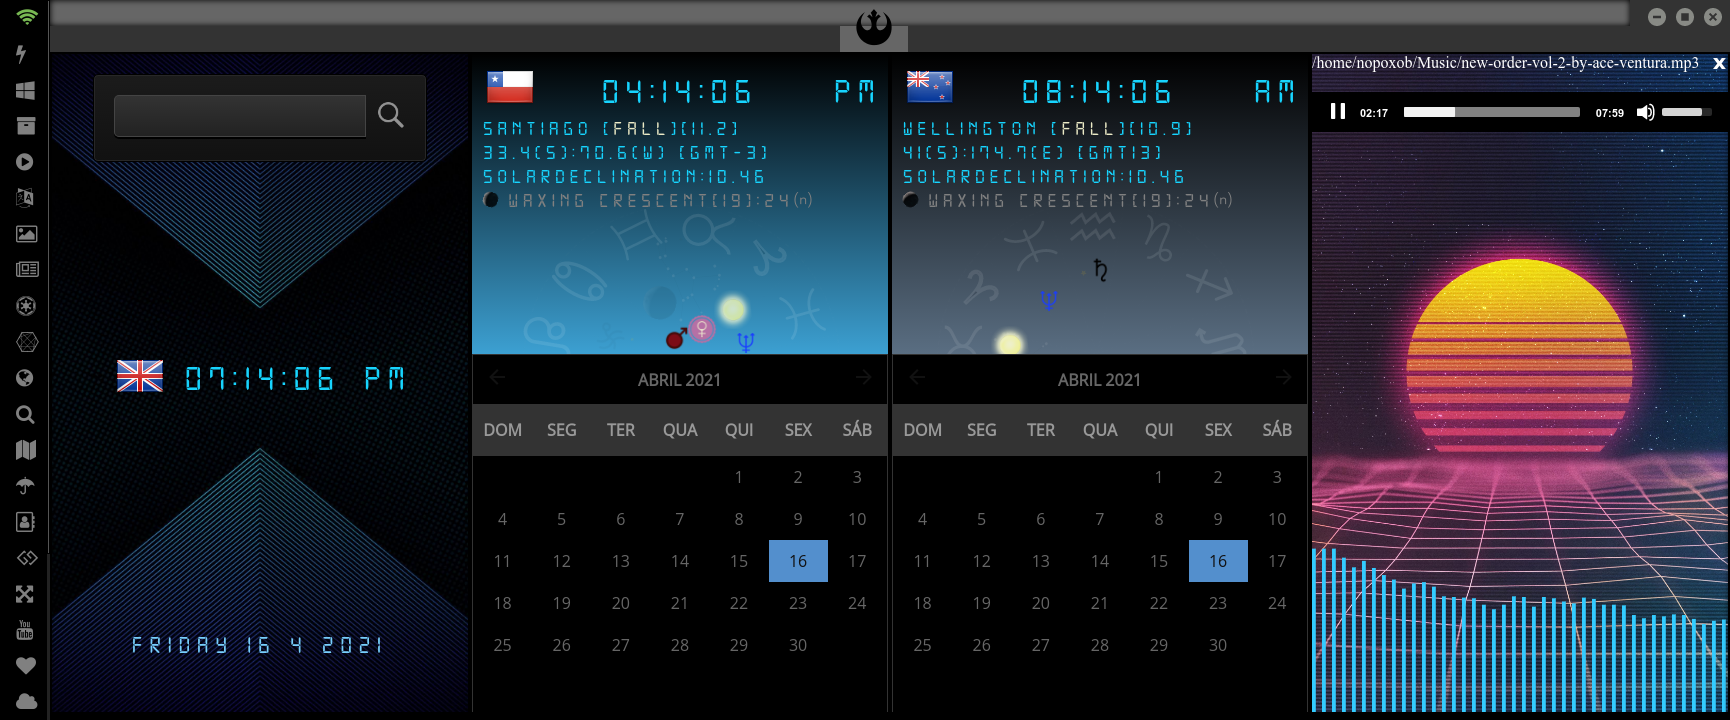 07:14:06 PM
FRIDAY 16 4 2021
04:14:06 PM
SANTIAGO [FALL][11.2]
33.4(S):70.6(W) [GMT-3]
SOLARDECLINATION:10.46
WAXING CRESCENT[19]:24(n)
ABRIL 2021
DOM SEG TER QUA QUI SEX SÁB
1 2 3
4 5 6 7 8 9 10
11 12 13 14 15 16 17
18 19 20 21 22 23 24
25 26 27 28 29 30
08:14:06 AM
WELLINGTON [FALL][10.9]
41(S):174.7(E) [GMT13]
SOLARDECLINATION:10.46
WAXING CRESCENT[19]:24(n)
ABRIL 2021
DOM SEG TER QUA QUI SEX SÁB
1 2 3
4 5 6 7 8 9 10
11 12 13 14 15 16 17
18 19 20 21 22 23 24
25 26 27 28 29 30
/home/nopoxob/Music/new-order-vol-2-by-ace-ventura.mp3 x
02:17 07:59
You
Tube